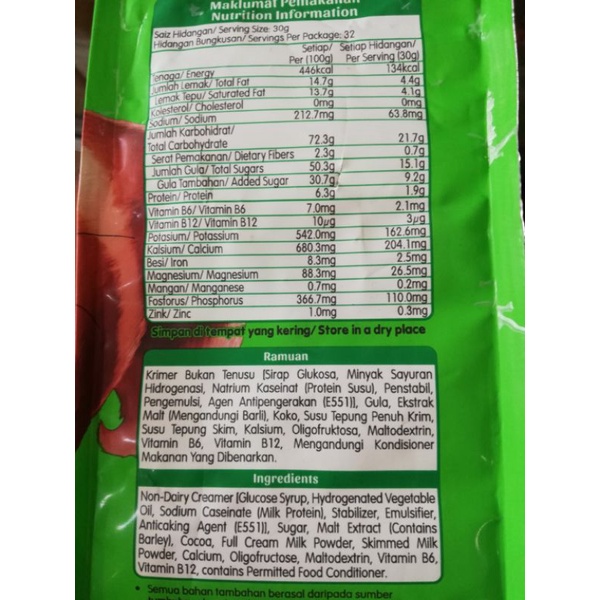 Maklumat Pemakanan
Nutrition Information
Saiz Hidangan/ Serving Size: 30g
Hidangan Bungkusan/ Servings Per Package: 32
Setiap/ Setiap Hidangan/
Per (100g) Per Serving (30g)
Tenaga/ Energy 446kcal 134kcal
Jumlah Lemak/ Total Fat 14.7g 4.4g
Lemak Tepu/ Saturated Fat 13.7g 4.1g
Kolesterol/ Cholesterol 0mg 0mg
Sodium/ Sodium 212.7mg 63.8mg
Jumlah Karbohidrat/
Total Carbohydrate 72.3g 21.7g
Serat Pemakanan/ Dietary Fibers 2.3g 0.7g
Jumlah Gula/ Total Sugars 50.3g 15.1g
Gula Tambahan/ Added Sugar 30.7g 9.2g
Protein/ Protein 6.3g 1.9g
Vitamin B6/ Vitamin B6 7.0mg 2.1mg
Vitamin B12/ Vitamin B12 10µg 3µg
Potasium/ Potassium 542.0mg 162.6mg
Kalsium/ Calcium 680.3mg 204.1mg
Besi/ Iron 8.3mg 2.5mg
Magnesium/ Magnesium 88.3mg 26.5mg
Mangan/ Manganese 0.7mg 0.2mg
Fosforus/ Phosphorus 366.7mg 110.0mg
Zink/ Zinc 1.0mg 0.3mg
Simpan di tempat yang kering/ Store in a dry place
Ramuan
Krimer Bukan Tenusu [Sirap Glukosa, Minyak Sayuran
Hidrogenasi, Natrium Kaseinat (Protein Susu), Penstabil,
Pengemulsi, Agen Antipengerakan (E551)], Gula, Ekstrak
Malt (Mengandungi Barli), Koko, Susu Tepung Penuh Krim,
Susu Tepung Skim, Kalsium, Oligofruktosa, Maltodextrin,
Vitamin B6, Vitamin B12, Mengandungi Kondisioner
Makanan Yang Dibenarkan.
Ingredients
Non-Dairy Creamer [Glucose Syrup, Hydrogenated Vegetable
Oil, Sodium Caseinate (Milk Protein), Stabilizer, Emulsifier,
Anticaking Agent (E551)], Sugar, Malt Extract (Contains
Barley), Cocoa, Full Cream Milk Powder, Skimmed Milk
Powder, Calcium, Oligofructose, Maltodextrin, Vitamin B6,
Vitamin B12, contains Permitted Food Conditioner.
• Semua bahan tambahan berasal daripada sumber